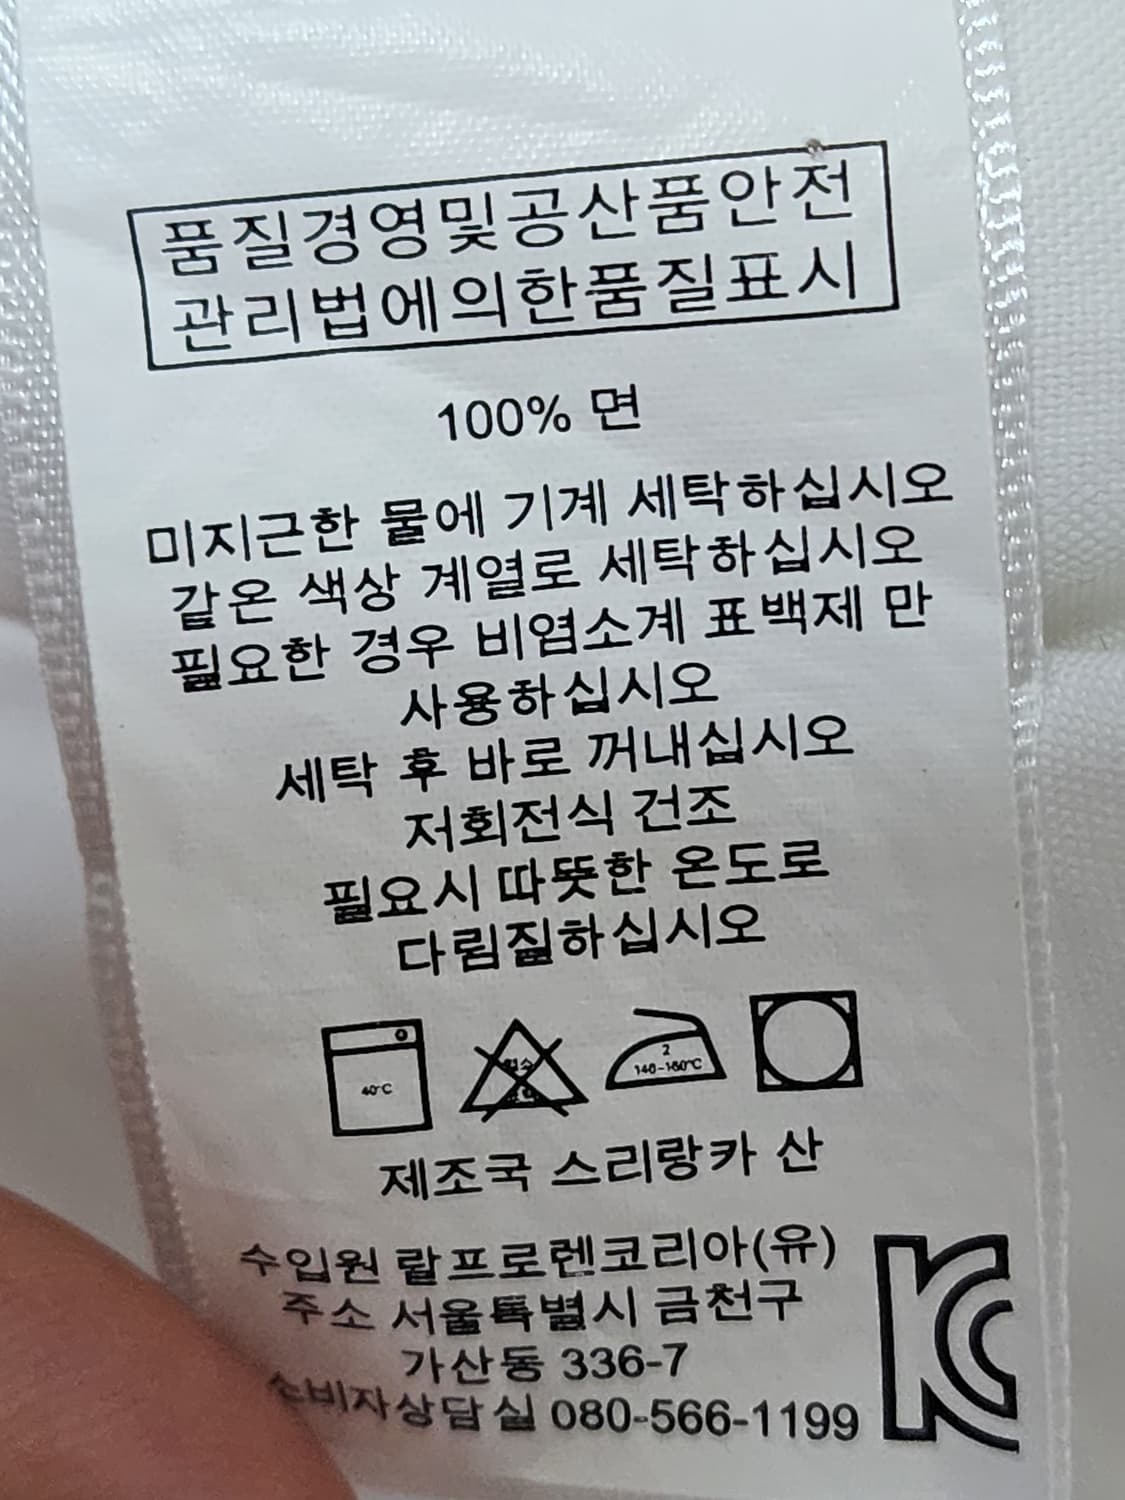 품질경영및공산품안전
관리법에의한품질표시
100% 면
미지근한 물에 기계 세탁하십시오
같은 색상 계열로 세탁하십시오
필요한 경우 비염소계 표백제 만
사용하십시오
세탁 후 바로 꺼내십시오
저회전식 건조
필요시 따뜻한 온도로
다림질하십시오
40°C
2
140-160°C
제조국 스리랑카 산
수입원 랄프로렌코리아(유)
주소 서울특별시 금천구
가산동 336-7
소비자상담실 080-566-1199